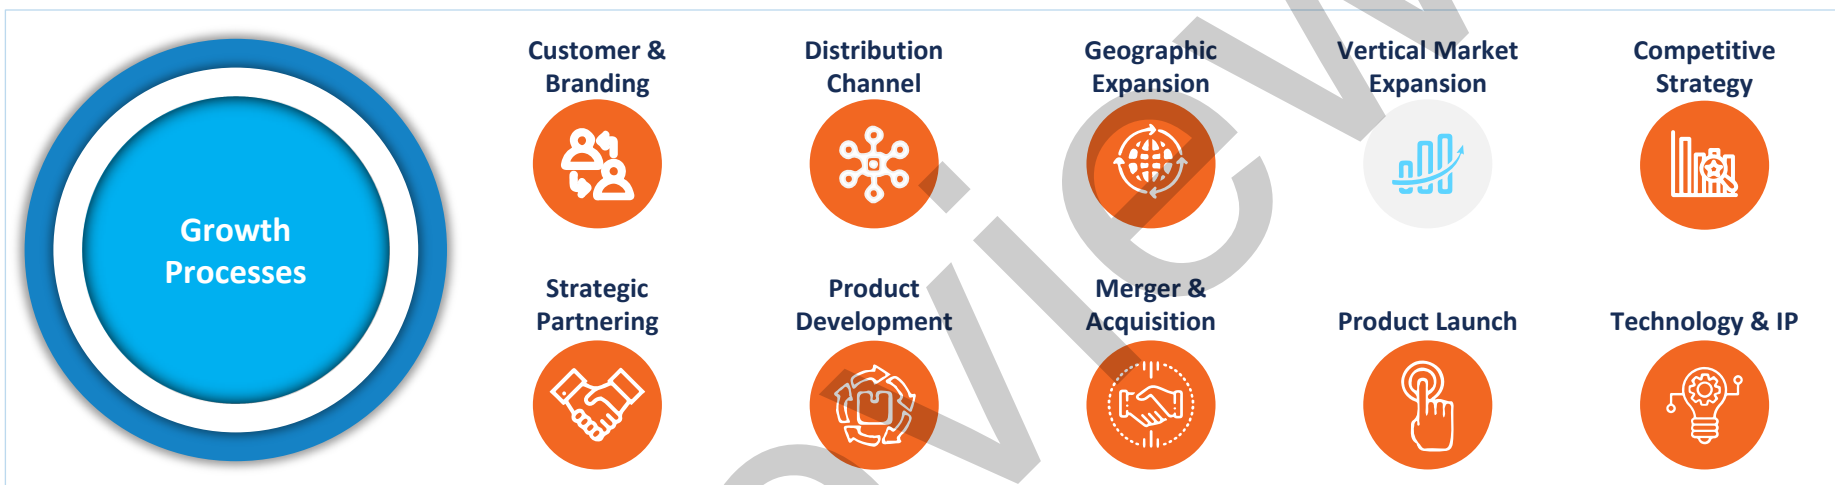 Growth
Processes
Customer &
Branding
Distribution
Channel
Geographic
Expansion
Vertical Market
Expansion
Competitive
Strategy
Strategic
Partnering
Product
Development
Merger &
Acquisition
Product Launch
Technology & IP